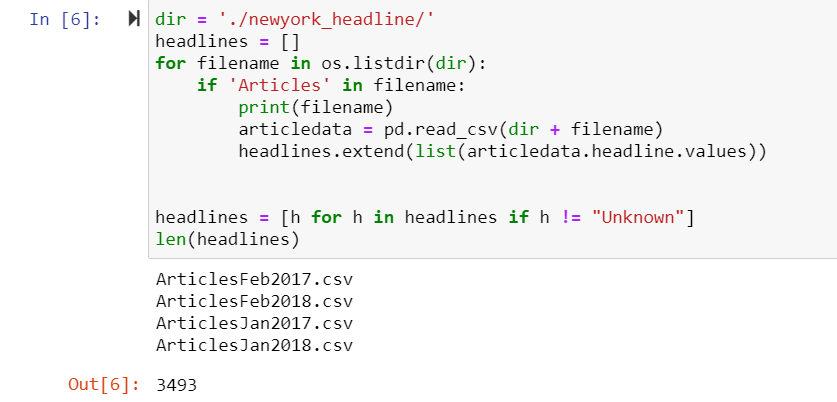 In [6]: dir = './newyork_headline/'
headlines = []
for filename in os.listdir(dir):
    if 'Articles' in filename:
        print(filename)
        articledata = pd.read_csv(dir + filename)
        headlines.extend(list(articledata.headline.values))
headlines = [h for h in headlines if h != "Unknown"]
len(headlines)
ArticlesFeb2017.csv
ArticlesFeb2018.csv
ArticlesJan2017.csv
ArticlesJan2018.csv
Out[6]: 3493